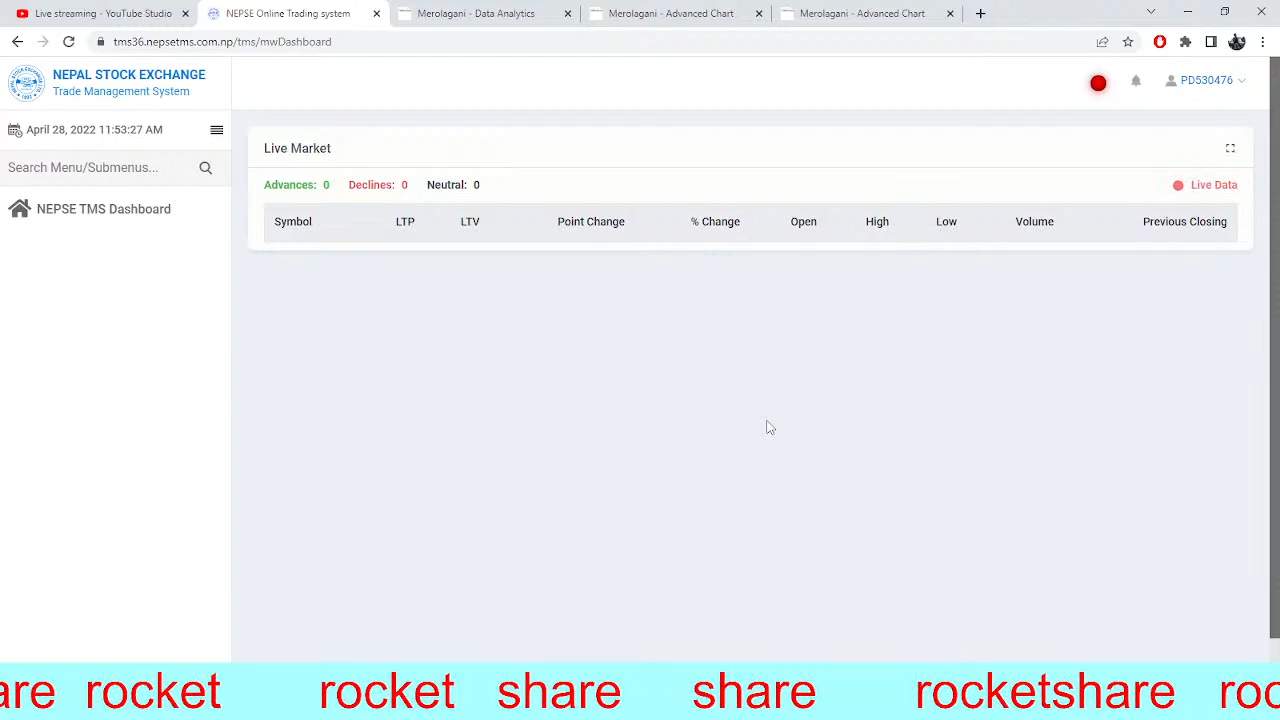 Live streaming - YouTube Studio
NEPSE Online Trading system
Merolagani - Data Analytics
Merolagani - Advanced Chart
Merolagani - Advanced Chart
tms36.nepsetms.com.np/tms/mwDashboard
NEPAL STOCK EXCHANGE
Trade Management System
PD530476
April 28, 2022 11:53:27 AM
Search Menu/Submenus...
NEPSE TMS Dashboard
Live Market
Advances: 0 Declines: 0 Neutral: 0 Live Data
Symbol LTP LTV Point Change % Change Open High Low Volume Previous Closing
are rocket rocket share share rocketshare roc